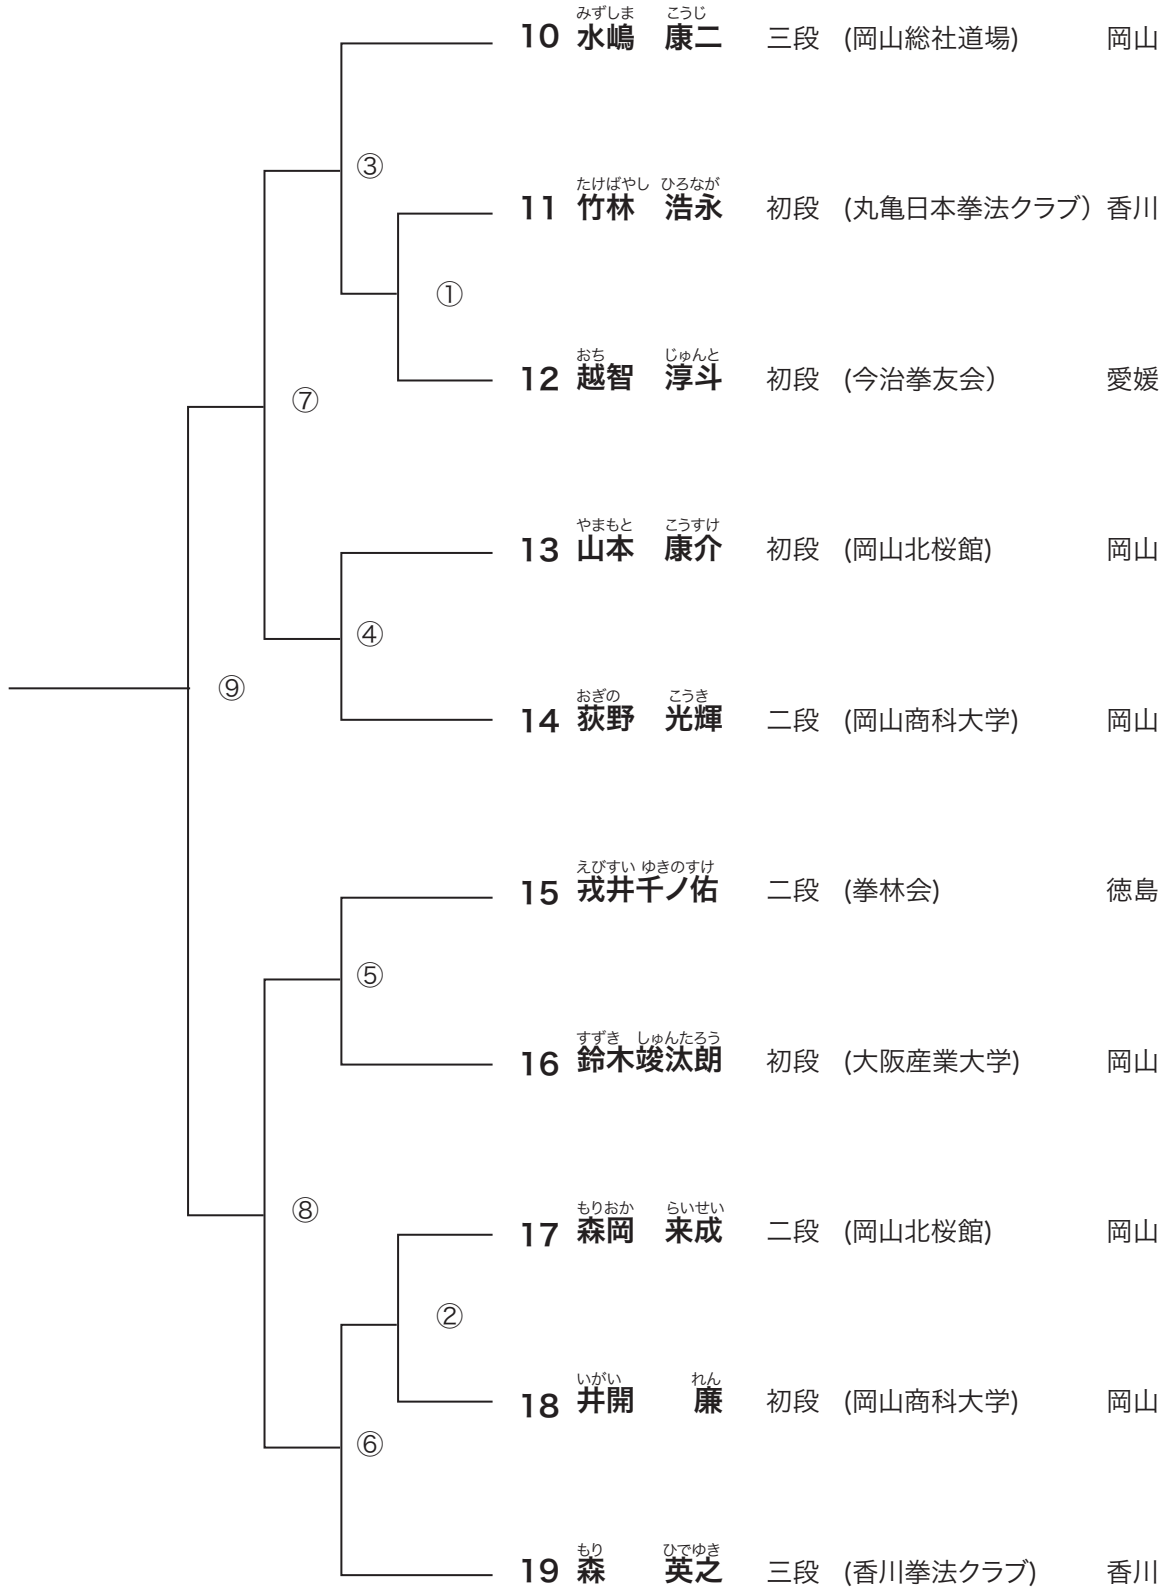 みずしま こうじ
10 水嶋 康二 三段 (岡山総社道場) 岡山
③
たけばやし ひろなが
11 竹林 浩永 初段 (丸亀日本拳法クラブ) 香川
①
おち じゅんと
12 越智 淳斗 初段 (今治拳友会) 愛媛
⑦
やまもと こうすけ
13 山本 康介 初段 (岡山北桜館) 岡山
④
⑨
おぎの こうき
14 荻野 光輝 二段 (岡山商科大学) 岡山
えびすい ゆきのすけ
15 戎井千ノ佑 二段 (拳林会) 徳島
⑤
すずき しゅんたろう
16 鈴木竣汰朗 初段 (大阪産業大学) 岡山
⑧
もりおか らいせい
17 森岡 来成 二段 (岡山北桜館) 岡山
②
いがい れん
18 井開 廉 初段 (岡山商科大学) 岡山
⑥
もり ひでゆき
19 森 英之 三段 (香川拳法クラブ) 香川